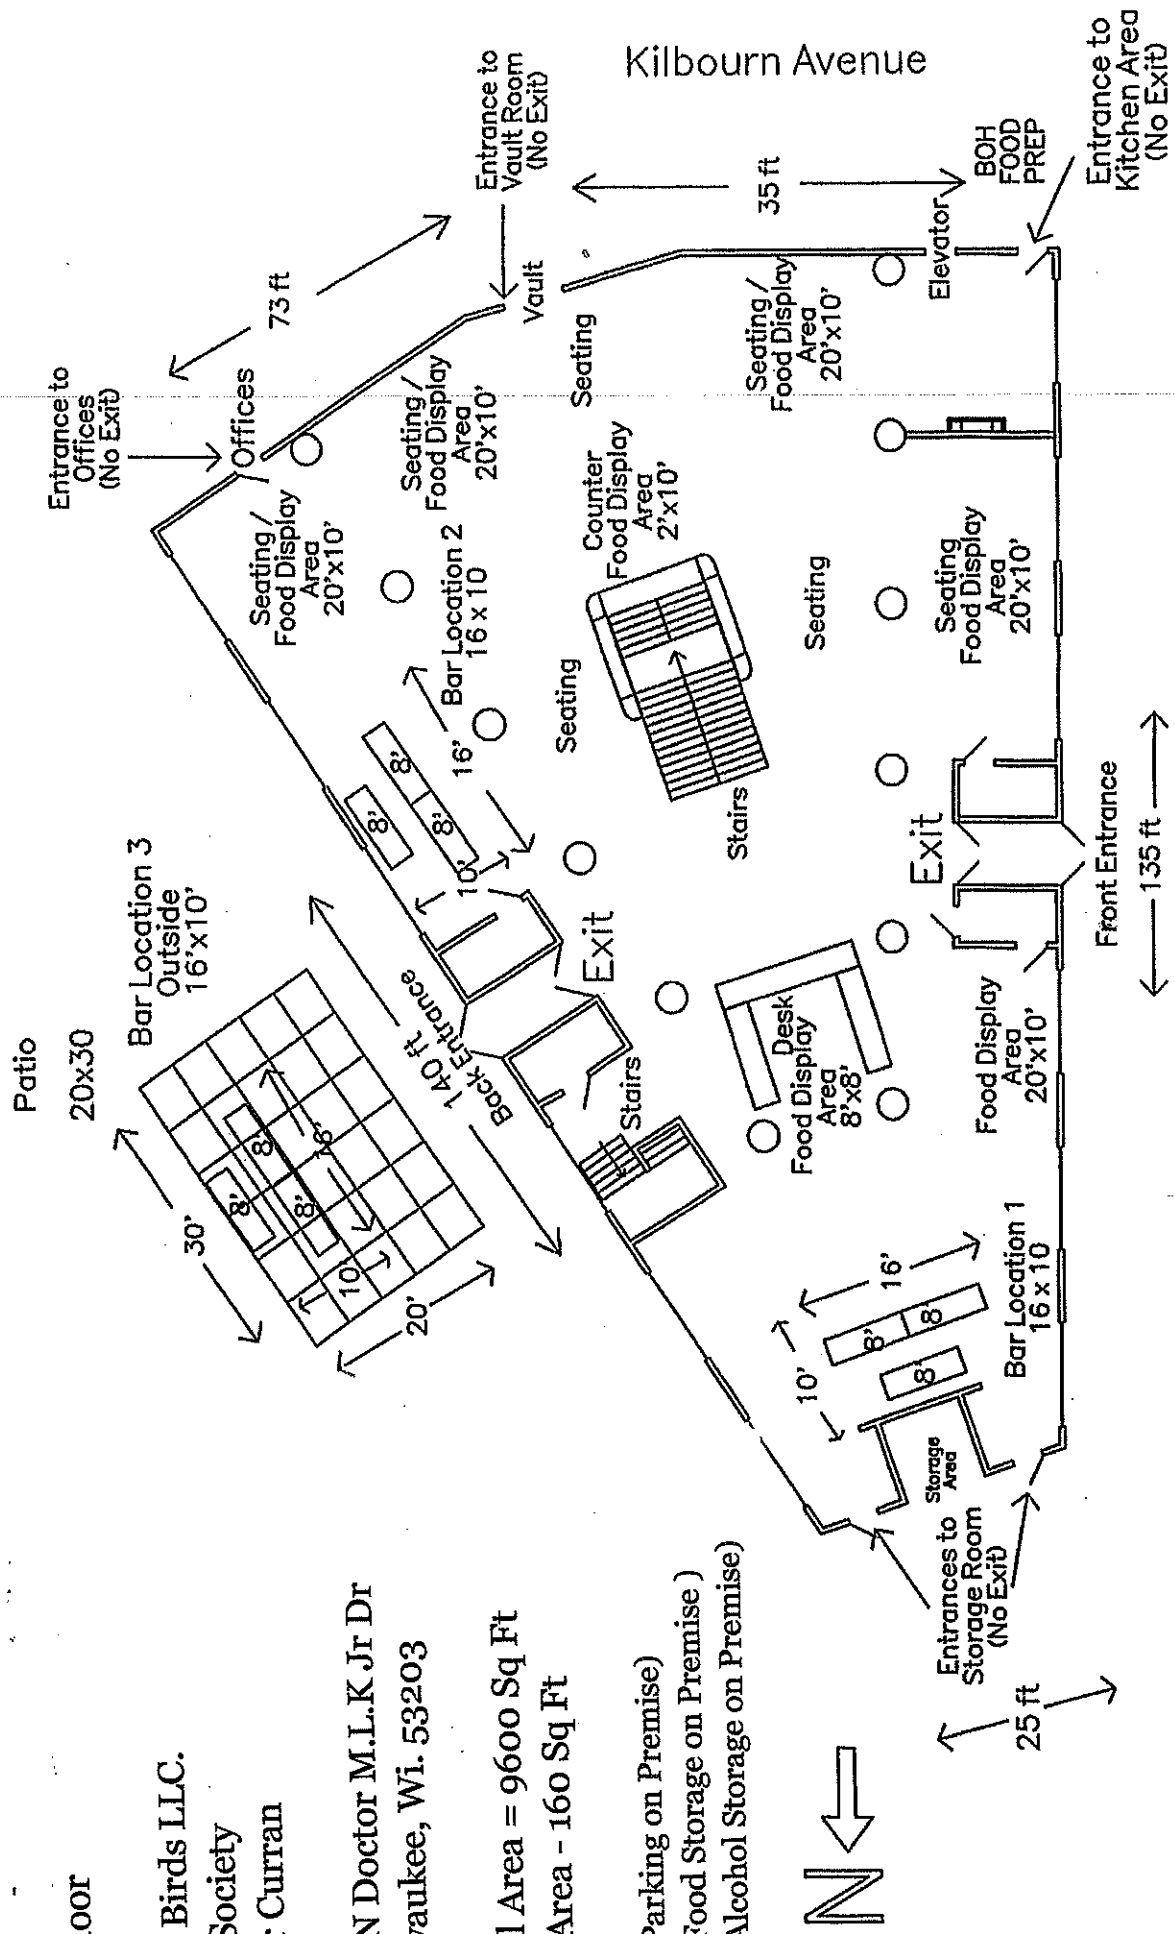 oor
Birds LLC.
Society
r Curran
N Doctor M.L.K Jr Dr
vaukee, Wi. 53203
l Area = 9600 Sq Ft
Area - 160 Sq Ft
Parking on Premise)
Food Storage on Premise )
Alcohol Storage on Premise)
N
Patio
20x30
Bar Location 3
Outside
16'x10'
30'
20'
8'
8'
8'
16'
10
140 ft
Back Entrance
Entrance to
Offices
(No Exit)
Offices
73 ft
Entrance to
Vault Room
(No Exit)
Vault
Kilbourn Avenue
35 ft
BOH
FOOD
PREP
Entrance to
Kitchen Area
(No Exit)
Elevator
Seating /
Food Display
Area
20'x10'
Seating /
Food Display
Area
20'x10'
Seating
Seating /
Food Display
Area
20'x10'
Bar Location 2
16 x 10
8'
8'
8'
16'
10'
Counter
Food Display
Area
2'x10'
Seating
Seating
Stairs
Exit
Stairs
Desk
Food Display
Area
8'x8'
Seating
Food Display
Area
20'x10'
Exit
Front Entrance
135 ft
Food Display
Area
20'x10'
Bar Location 1
16 x 10
16'
10'
8'
8'
8'
Storage
Area
Entrances to
Storage Room
(No Exit)
25 ft